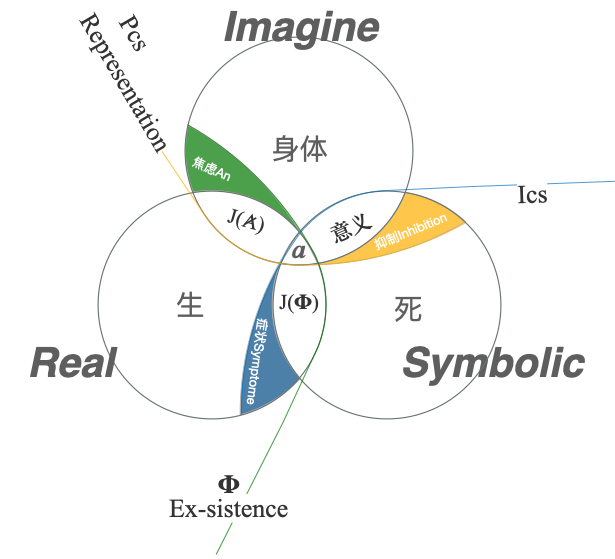 Imagine
Pcs
Representation
身体
焦虑An
Ics
J(Ⱥ)
意义
抑制Inhibition
a
生
J(Φ)
死
症状Symptome
Real
Symbolic
Φ
Ex-sistence